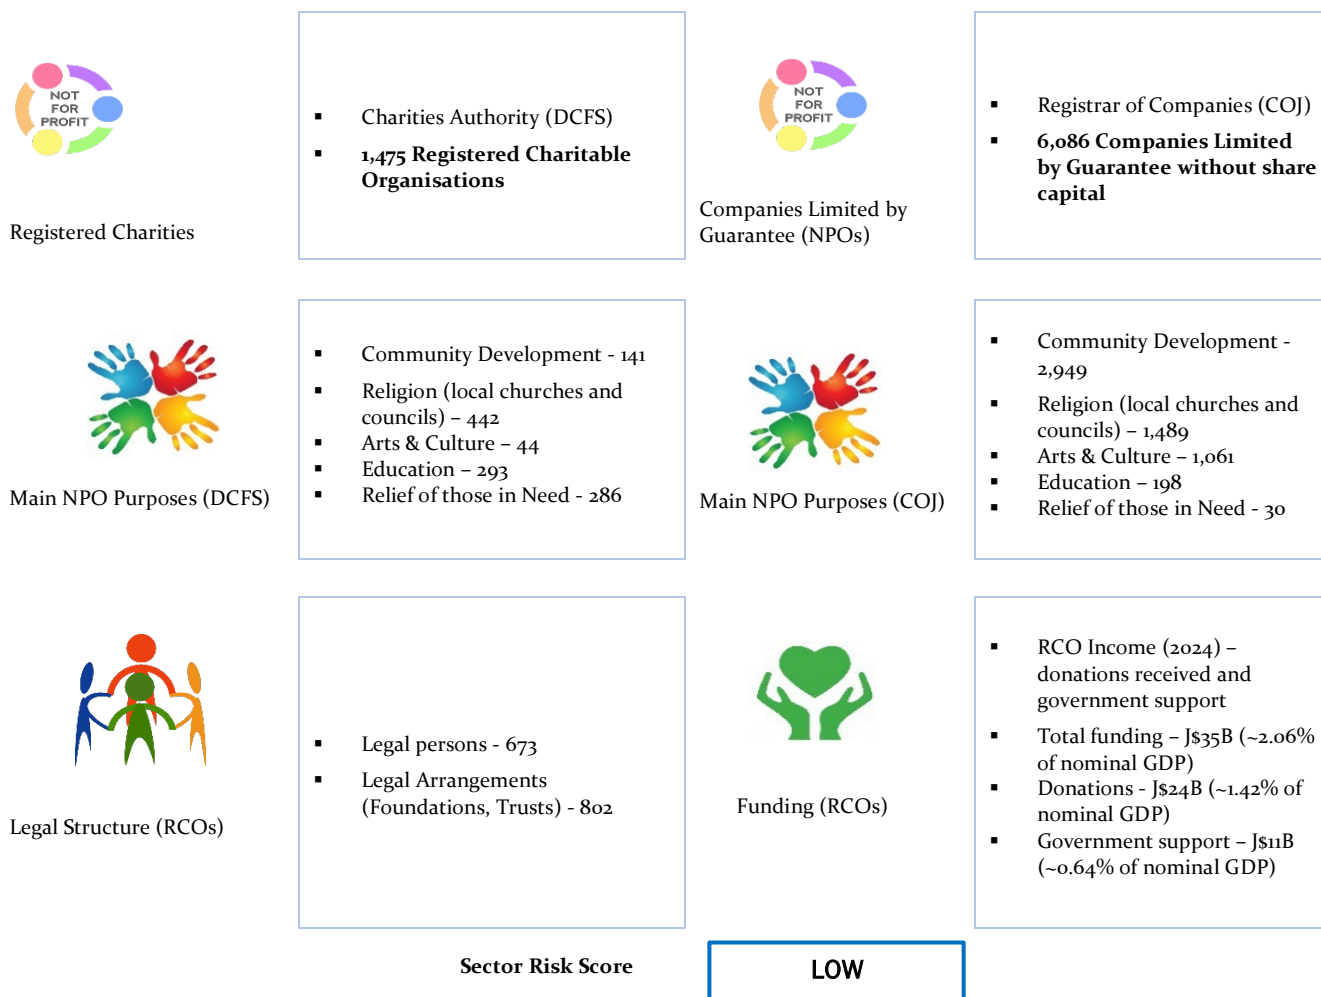 NOT
FOR
PROFIT
Registered Charities
▪ Charities Authority (DCFS)
▪ 1,475 Registered Charitable
Organisations
NOT
FOR
PROFIT
Companies Limited by
Guarantee (NPOs)
▪ Registrar of Companies (COJ)
▪ 6,086 Companies Limited
by Guarantee without share
capital
Main NPO Purposes (DCFS)
▪ Community Development - 141
▪ Religion (local churches and
councils) – 442
▪ Arts & Culture – 44
▪ Education – 293
▪ Relief of those in Need - 286
Main NPO Purposes (COJ)
▪ Community Development -
2,949
▪ Religion (local churches and
councils) – 1,489
▪ Arts & Culture – 1,061
▪ Education – 198
▪ Relief of those in Need - 30
Legal Structure (RCOs)
▪ Legal persons - 673
▪ Legal Arrangements
(Foundations, Trusts) - 802
Funding (RCOs)
▪ RCO Income (2024) –
donations received and
government support
▪ Total funding – J$35B (~2.06%
of nominal GDP)
▪ Donations - J$24B (~1.42% of
nominal GDP)
▪ Government support – J$11B
(~0.64% of nominal GDP)
Sector Risk Score
LOW